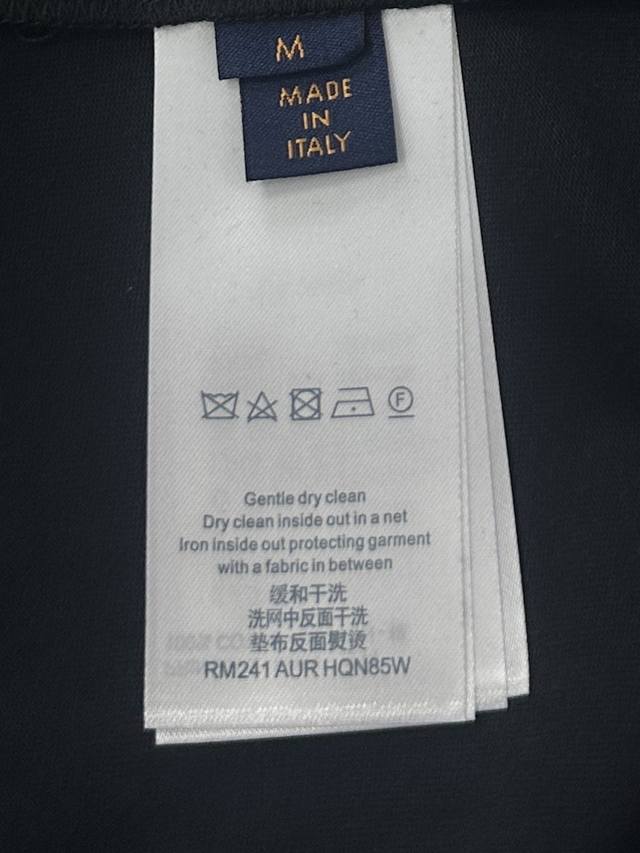 M
MADE
IN
ITALY
F
Gentle dry clean
Dry clean inside out in a net
Iron inside out protecting garment
with a fabric in between
缓和干洗
洗网中反面干洗
垫布反面熨烫
RM241 AUR HQN85W